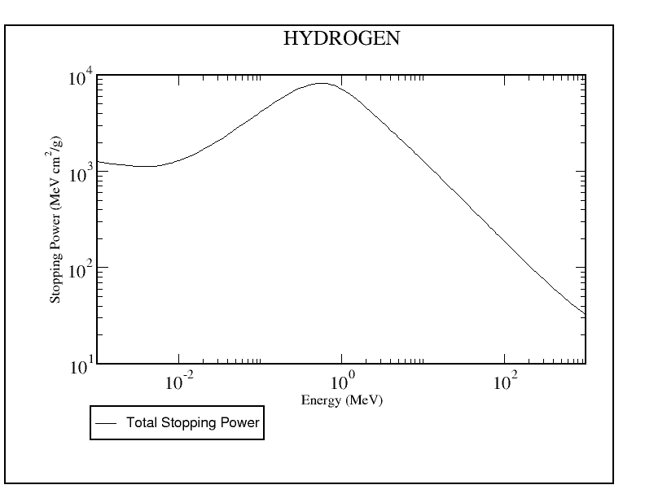 HYDROGEN
10^4
10^3
10^2
10^1
Stopping Power (MeV cm^2/g)
10^-2
10^0
10^2
Energy (MeV)
Total Stopping Power